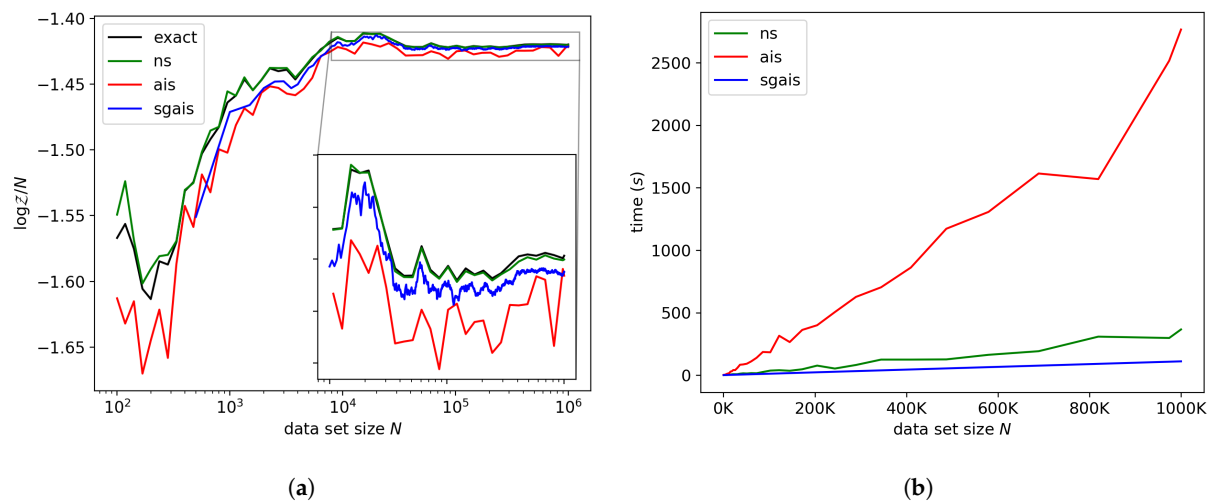 exact
ns
ais
sgais
−1.40
−1.45
−1.50
−1.55
−1.60
−1.65
log𝒵/N
10² 10³ 10⁴ 10⁵ 10⁶
data set size N
(a)
ns
ais
sgais
2500
2000
1500
1000
500
0
time (s)
0K 200K 400K 600K 800K 1000K
data set size N
(b)